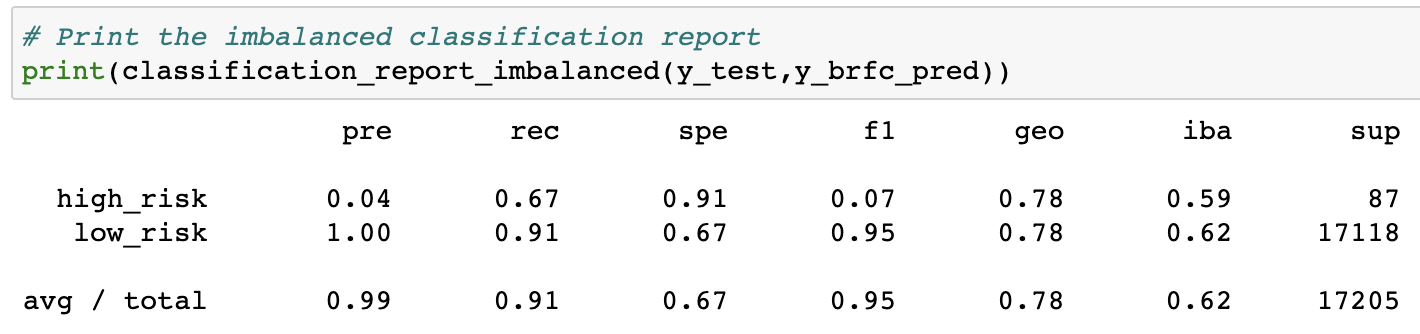 # Print the imbalanced classification report
print(classification_report_imbalanced(y_test,y_brfc_pred))
pre rec spe f1 geo iba sup
high_risk 0.04 0.67 0.91 0.07 0.78 0.59 87
low_risk 1.00 0.91 0.67 0.95 0.78 0.62 17118
avg / total 0.99 0.91 0.67 0.95 0.78 0.62 17205